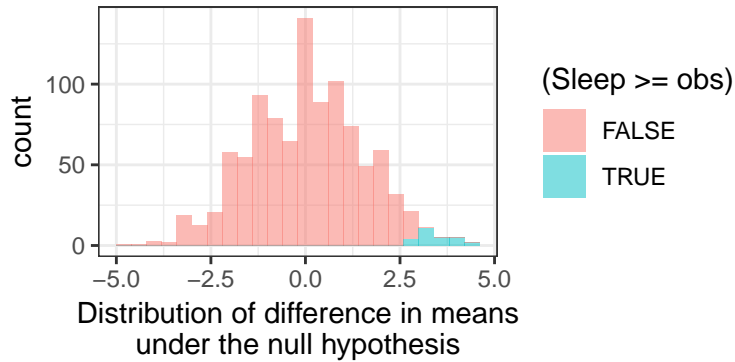 count
100
50
0
−5.0 −2.5 0.0 2.5 5.0
Distribution of difference in means
under the null hypothesis
(Sleep >= obs)
FALSE
TRUE